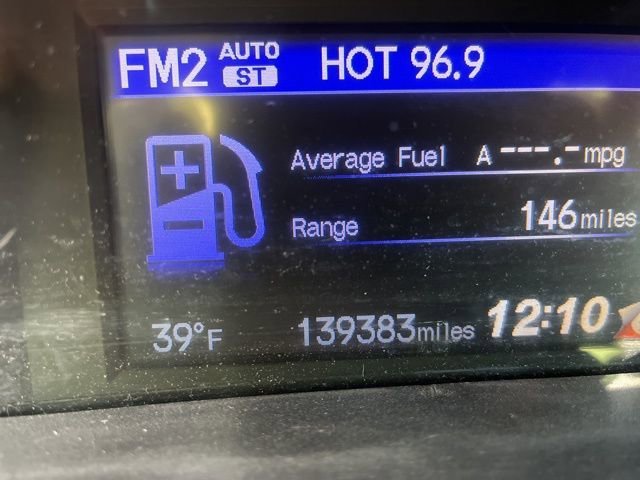 FM2 AUTO ST HOT 96.9
Average Fuel A ---.- mpg
Range 146 miles
39°F 139383 miles 12:10